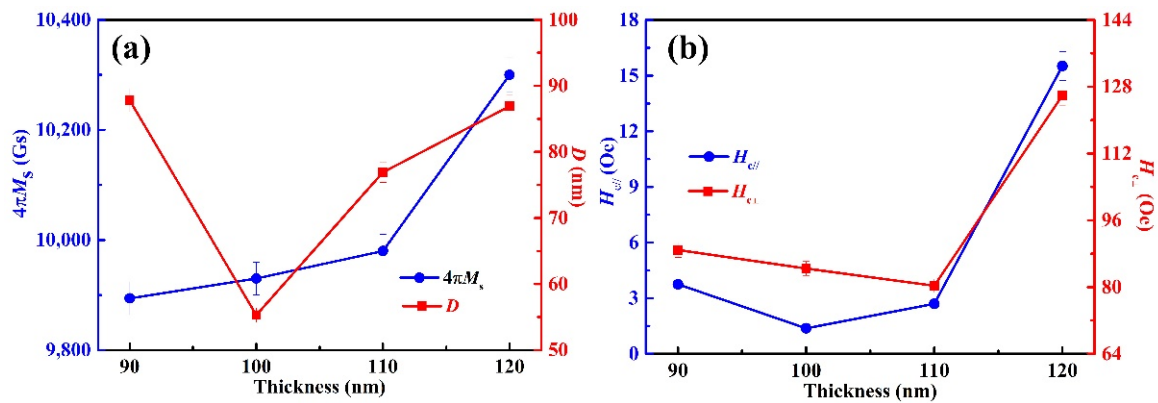 (a)
10,400
10,200
10,000
9,800
4πMs (Gs)
100
90
80
70
60
50
D (nm)
4πMs
D
90 100 110 120
Thickness (nm)
(b)
18
15
12
9
6
3
0
Hc// (Oc)
144
128
112
96
80
64
Hc⊥ (Oc)
Hc//
Hc⊥
90 100 110 120
Thickness (nm)